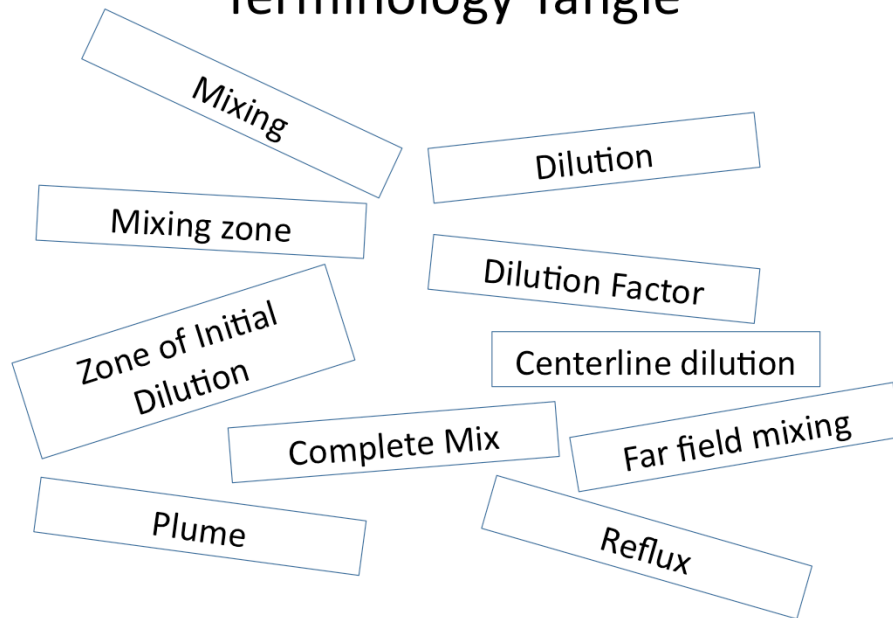 Terminology Tangle
Mixing
Dilution
Mixing zone
Dilution Factor
Zone of Initial
Dilution
Centerline dilution
Complete Mix
Far field mixing
Plume
Reflux